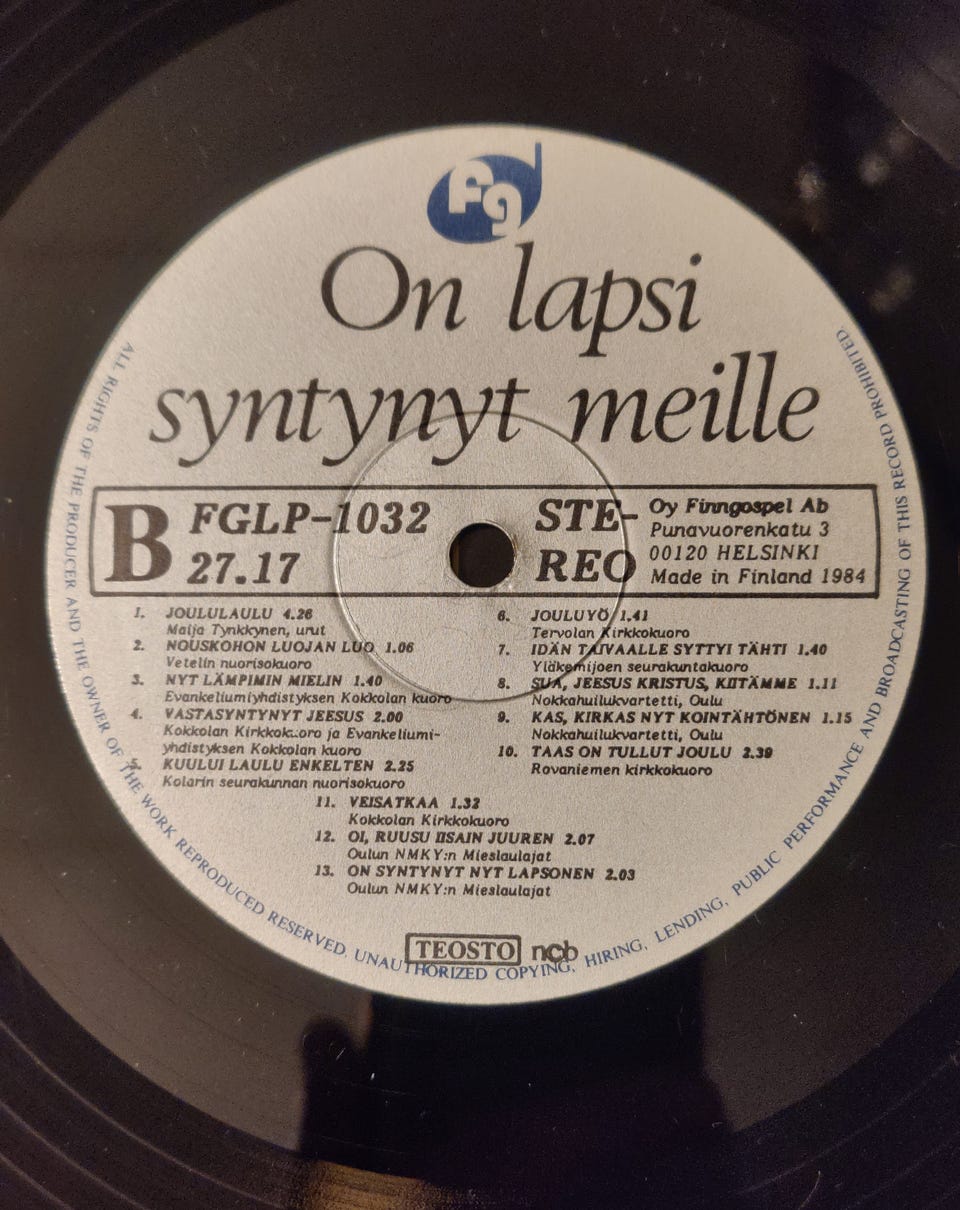 fg
On lapsi
syntynyt meille
B
FGLP-1032
27.17
STE-
REO
Oy Finngospel Ab
Punavuorenkatu 3
00120 HELSINKI
Made in Finland 1984
1. JOULULAULU 4.26
Maija Tynkkynen, urut
2. NOUSKOHON LUOJAN LUO 1.06
Vetelin nuorisokuoro
3. NYT LÄMPIMIN MIELIN 1.40
Evankeliumiyhdistyksen Kokkolan kuoro
4. VASTASYNTYNYT JEESUS 2.00
Kokkolan Kirkkokuoro ja Evankeliumi-
yhdistyksen Kokkolan kuoro
5. KUULUI LAULU ENKELTEN 2.25
Kolarin seurakunnan nuorisokuoro
6. JOULUYÖ 1.41
Tervolan Kirkkokuoro
7. IDÄN TAIVAALLE SYTTYI TÄHTI 1.40
Yläkemijoen seurakuntakuoro
8. SUA, JEESUS KRISTUS, KIITÄMME 1.11
Nokkahuilukvartetti, Oulu
9. KAS, KIRKAS NYT KOINTÄHTÖNEN 1.15
Nokkahuilukvartetti, Oulu
10. TAAS ON TULLUT JOULU 2.39
Rovaniemen kirkkokuoro
11. VEISATKAA 1.32
Kokkolan Kirkkokuoro
12. OI, RUUSU IISAIN JUUREN 2.07
Oulun NMKY:n Mieslaulajat
13. ON SYNTYNYT NYT LAPSONEN 2.03
Oulun NMKY:n Mieslaulajat
TEOSTO ncb
ALL RIGHTS OF THE PRODUCER AND THE OWNER OF THE WORK REPRODUCED RESERVED. UNAUTHORIZED COPYING, HIRING, LENDING, PUBLIC PERFORMANCE AND BROADCASTING OF THIS RECORD PROHIBITED.